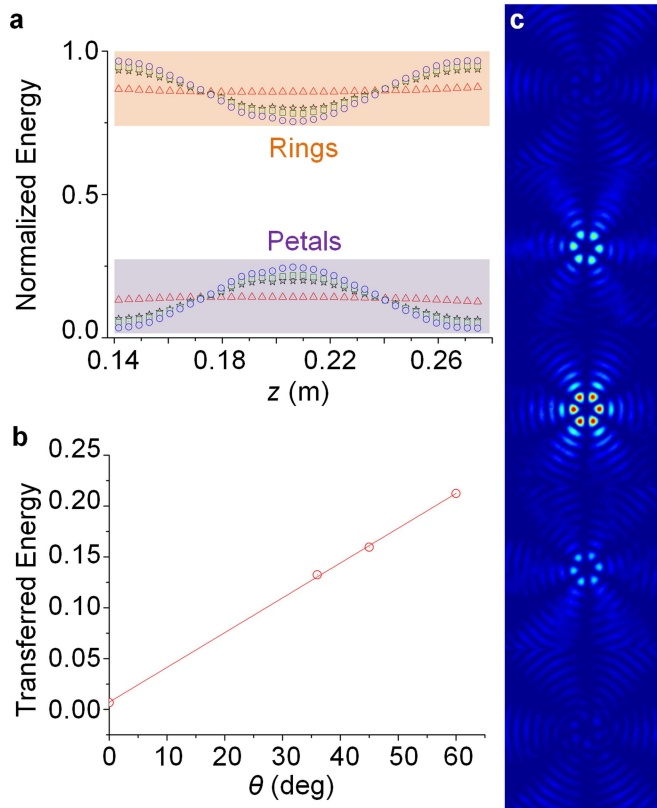 a
1.0
0.5
0.0
Normalized Energy
Rings
Petals
0.14
0.18
0.22
0.26
z (m)
b
0.25
0.20
0.15
0.10
0.05
0.00
Transferred Energy
0
10
20
30
40
50
60
θ (deg)
c